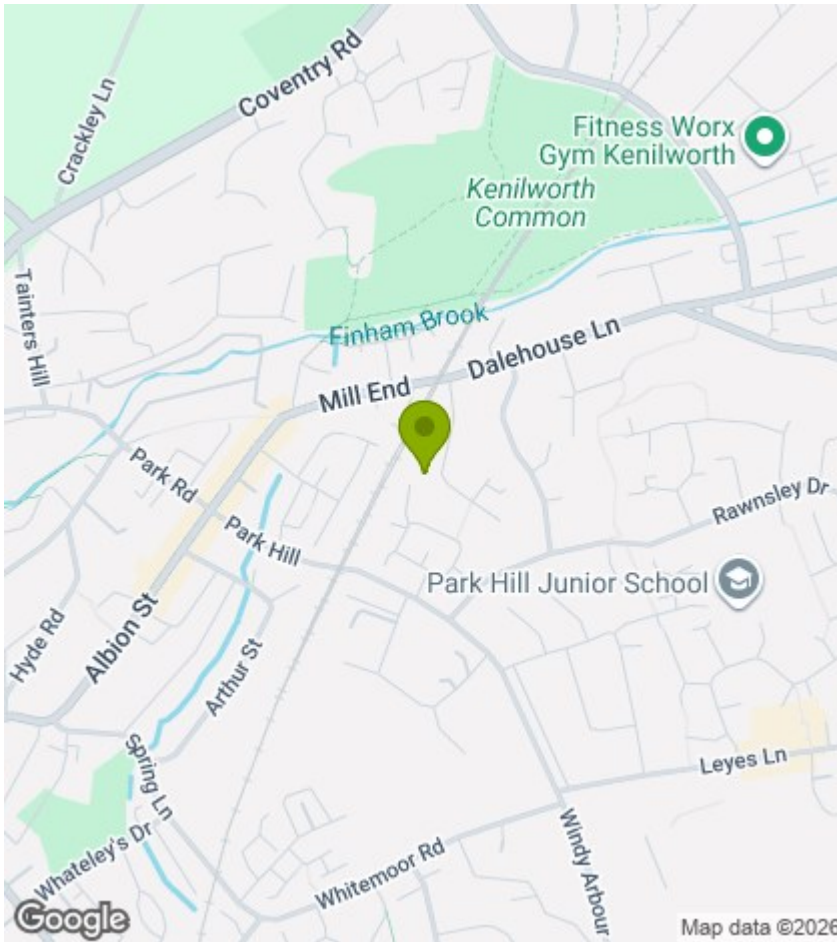 Coventry Rd
Crackley Ln
Fitness Worx
Gym Kenilworth
Kenilworth
Common
Tainters Hill
Finham Brook
Dalehouse Ln
Mill End
Park Rd
Rawnsley Dr
Park Hill
Park Hill Junior School
Hyde Rd
Albion St
Arthur St
Spring Ln
Leyes Ln
Whateley's Dr
Windy Arbour
Whitemoor Rd
Google
Map data ©2026